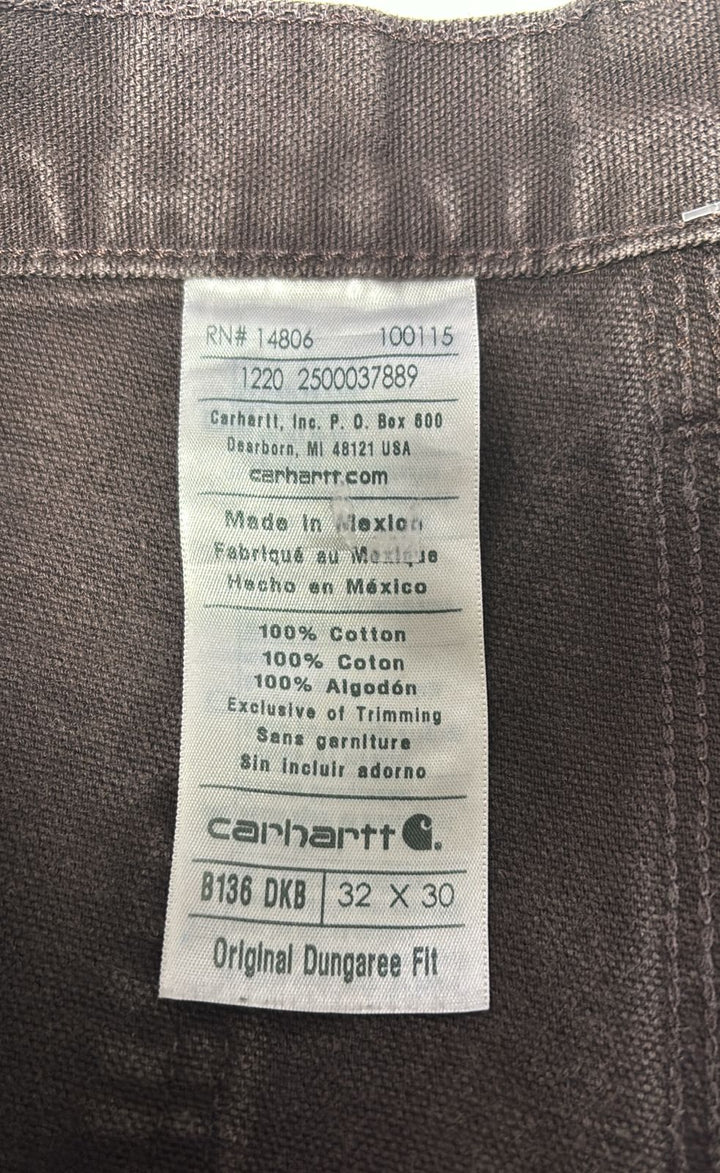 RN# 14806 100115
1220 2500037889
Carhartt, Inc. P. O. Box 600
Dearborn, MI 48121 USA
carhartt.com
Made in Mexico
Fabriqué au Mexique
Hecho en México
100% Cotton
100% Coton
100% Algodón
Exclusive of Trimming
Sans garniture
Sin incluir adorno
carhartt
B136 DKB 32 X 30
Original Dungaree Fit